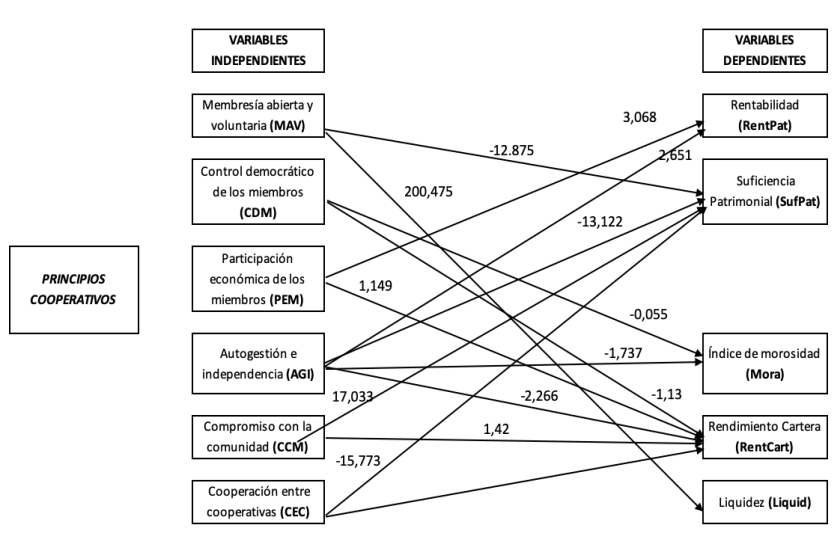 VARIABLES
INDEPENDIENTES
VARIABLES
DEPENDIENTES
Membresía abierta y
voluntaria (MAV)
Rentabilidad
(RentPat)
3,068
-12.875
2,651
Control democrático
de los miembros
(CDM)
200,475
Suficiencia
Patrimonial (SufPat)
-13,122
Participación
económica de los
miembros (PEM)
1,149
PRINCIPIOS
COOPERATIVOS
-0,055
Autogestión e
independencia (AGI)
-1,737
Índice de morosidad
(Mora)
17,033
-2,266
-1,13
Compromiso con la
comunidad (CCM)
1,42
Rendimiento Cartera
(RentCart)
-15,773
Cooperación entre
cooperativas (CEC)
Liquidez (Liquid)